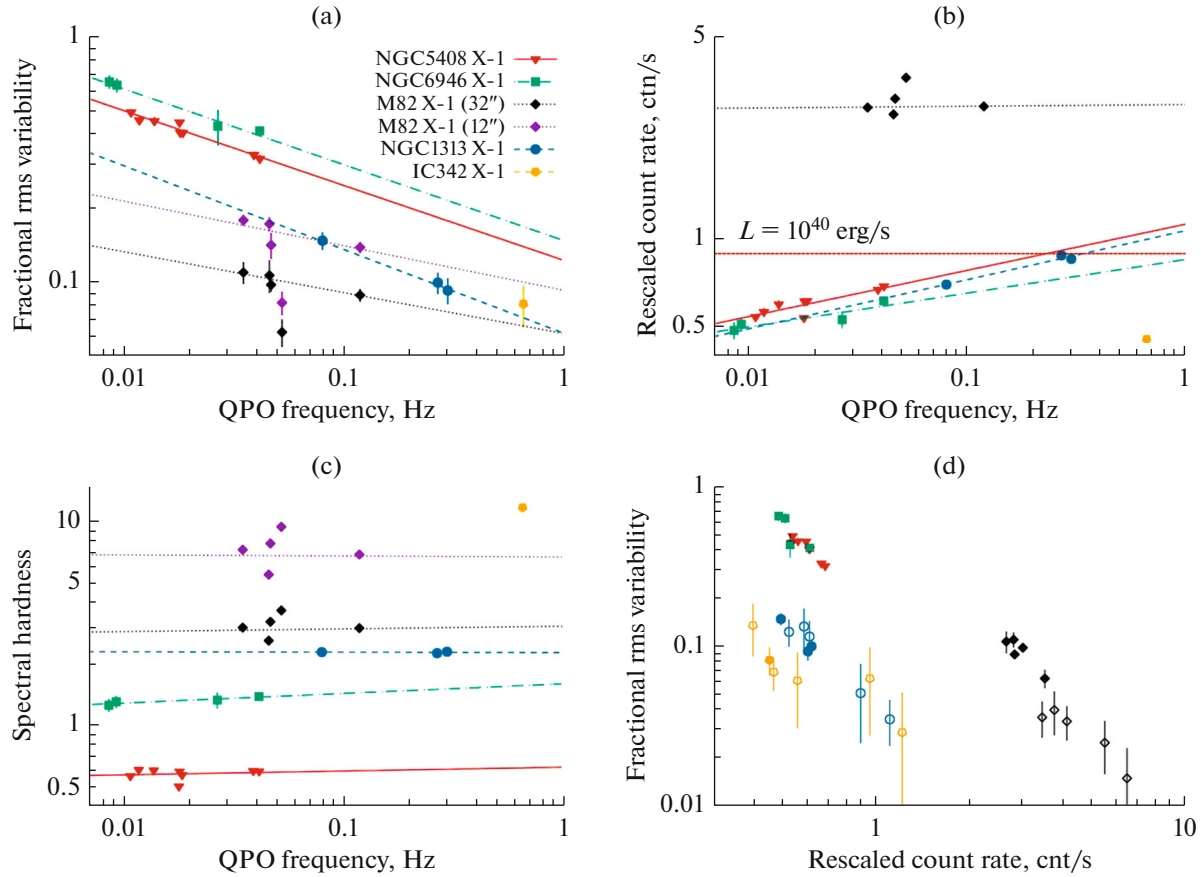 (a)
1
0.1
0.01
0.1
1
Fractional rms variability
QPO frequency, Hz
NGC5408 X-1
NGC6946 X-1
M82 X-1 (32″)
M82 X-1 (12″)
NGC1313 X-1
IC342 X-1
(b)
5
1
0.5
0.01
0.1
1
Rescaled count rate, ctn/s
QPO frequency, Hz
L = 10⁴⁰ erg/s
(c)
10
5
1
0.5
0.01
0.1
1
Spectral hardness
QPO frequency, Hz
(d)
1
0.1
0.01
1
10
Fractional rms variability
Rescaled count rate, cnt/s